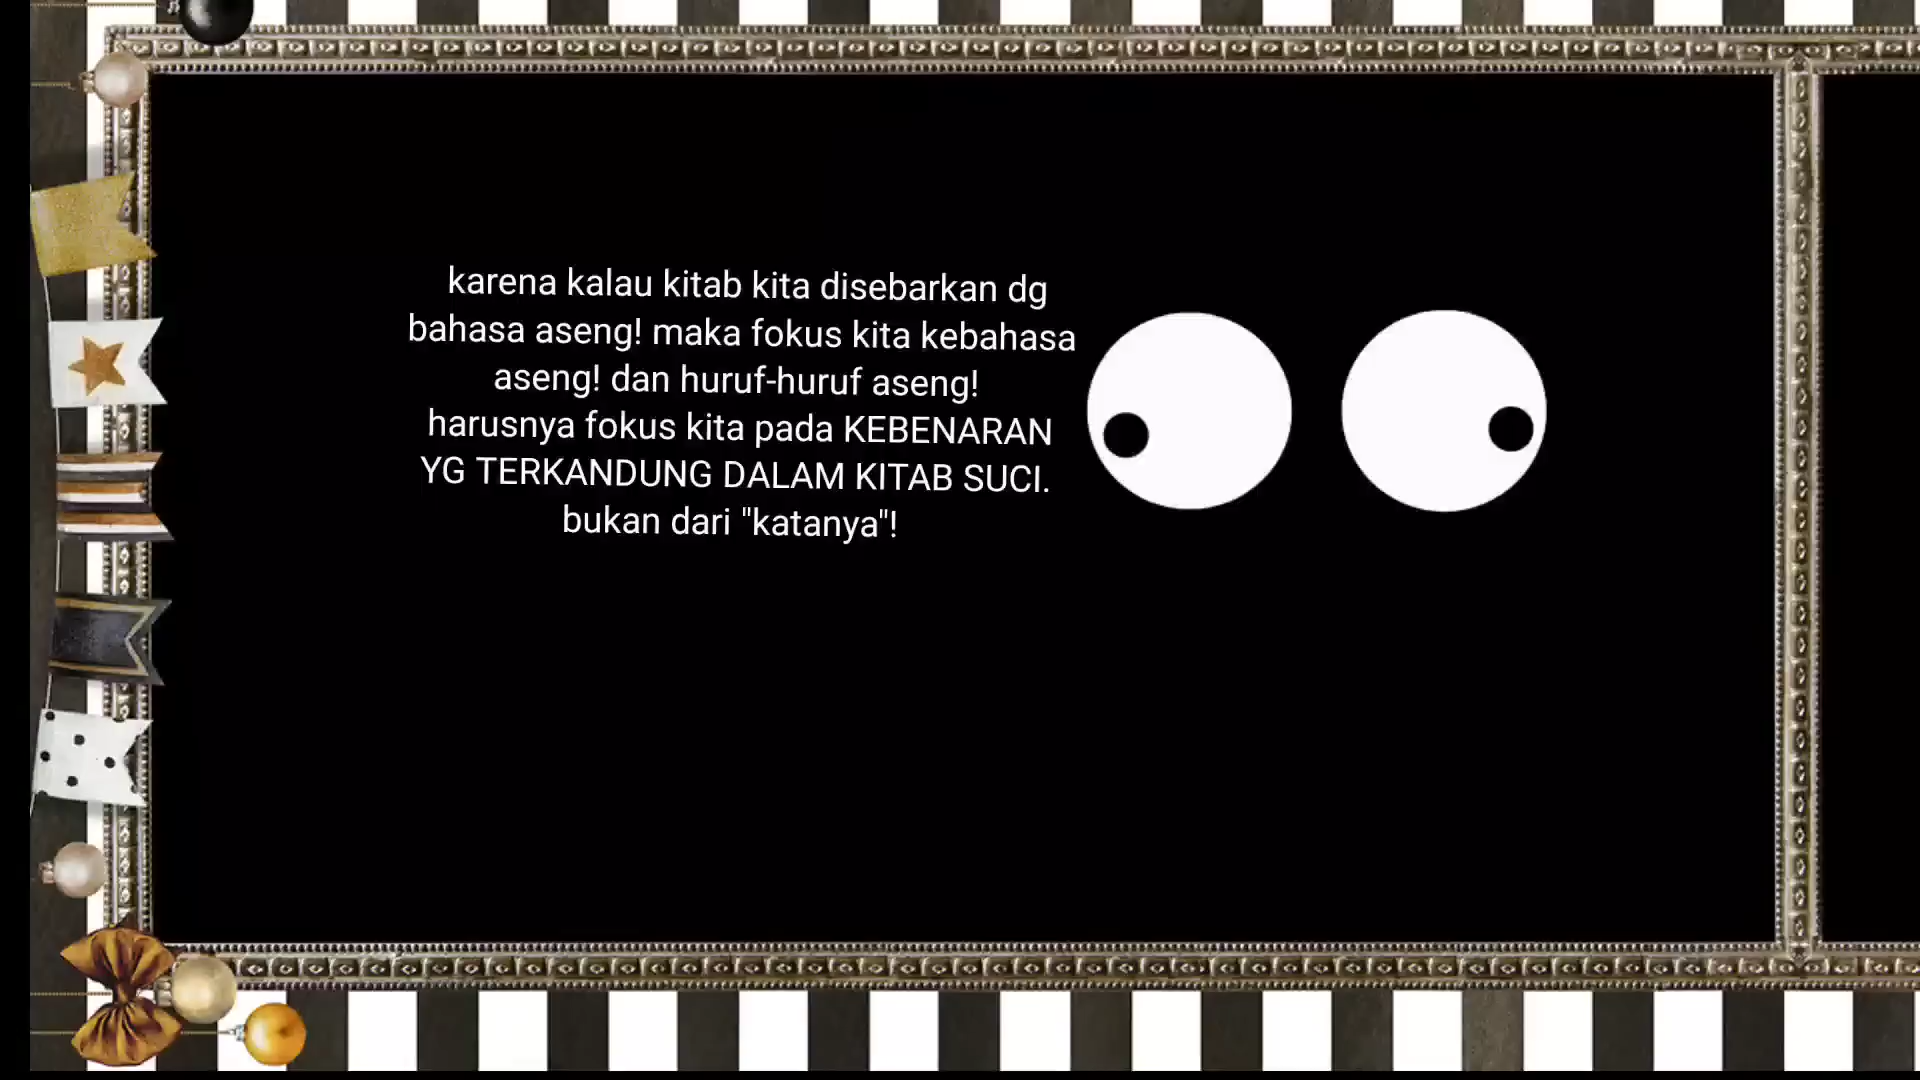 karena kalau kitab kita disebarkan dg
bahasa aseng! maka fokus kita kebahasa
aseng! dan huruf-huruf aseng!
harusnya fokus kita pada KEBENARAN
YG TERKANDUNG DALAM KITAB SUCI.
bukan dari "katanya"!